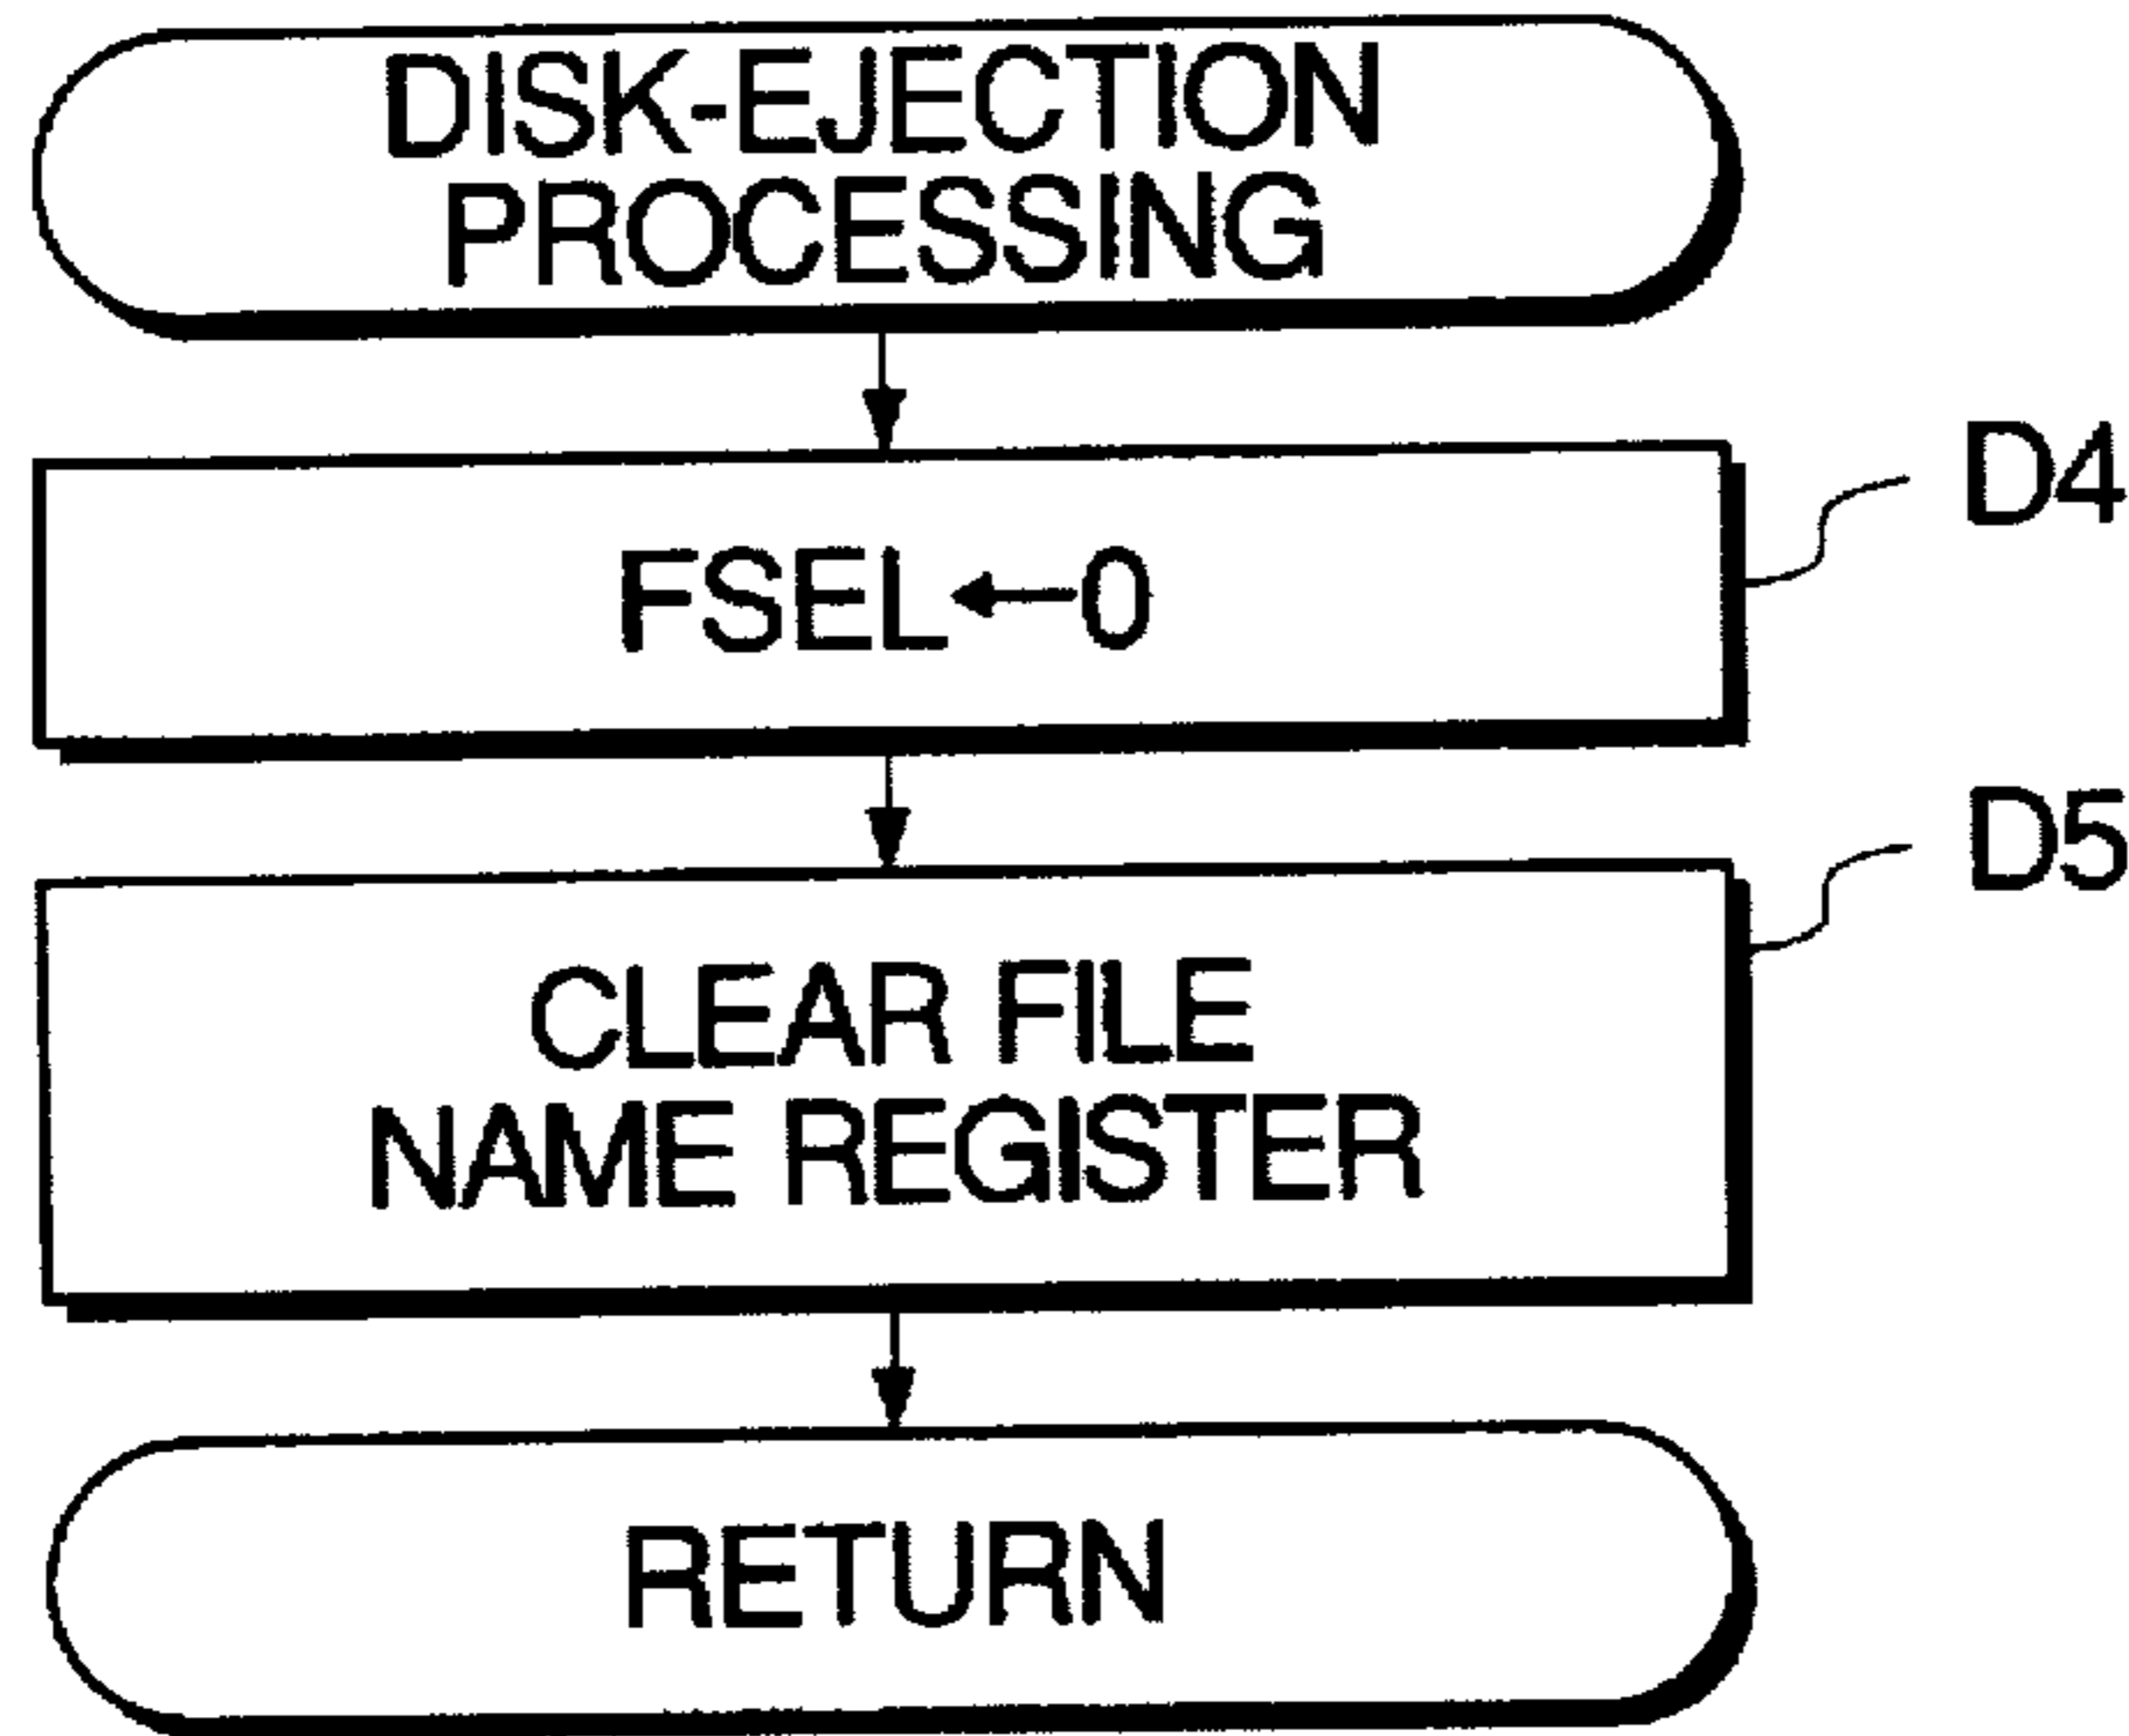 DISK-EJECTION
PROCESSING
D4
FSEL←0
D5
CLEAR FILE
NAME REGISTER
RETURN